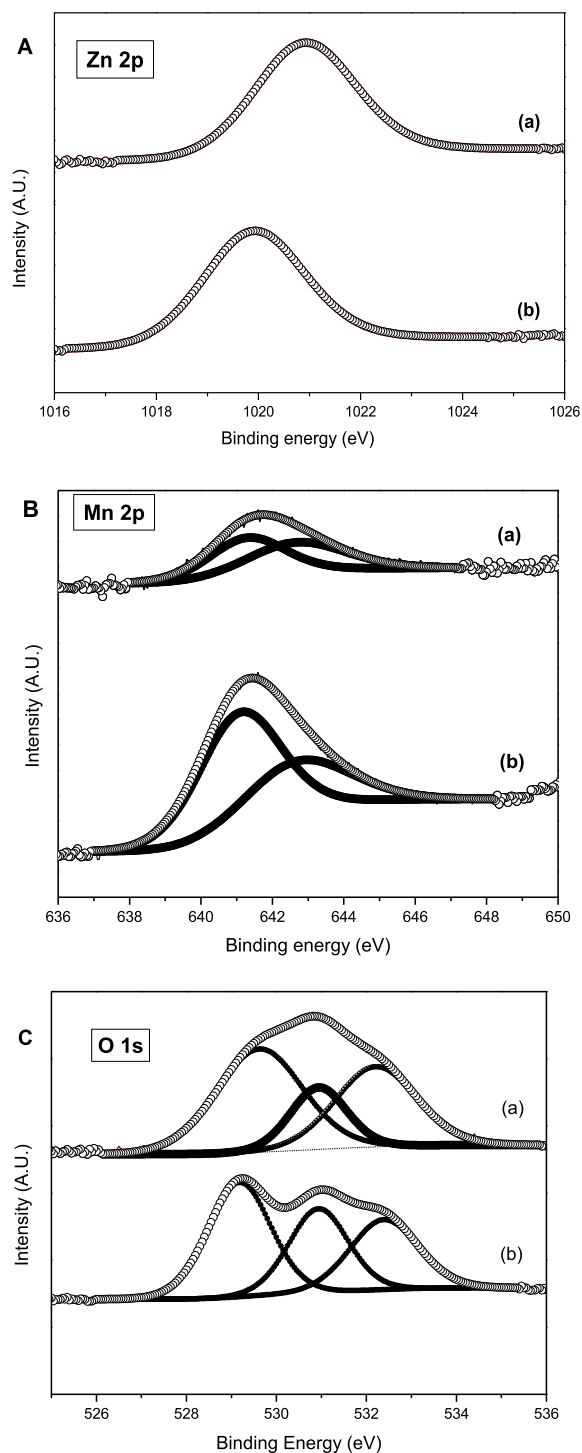 A
Zn 2p
(a)
(b)
Intensity (A.U.)
1016 1018 1020 1022 1024 1026
Binding energy (eV)
B
Mn 2p
(a)
(b)
Intensity (A.U.)
636 638 640 642 644 646 648 650
Binding energy (eV)
C
O 1s
(a)
(b)
Intensity (A.U.)
526 528 530 532 534 536
Binding Energy (eV)